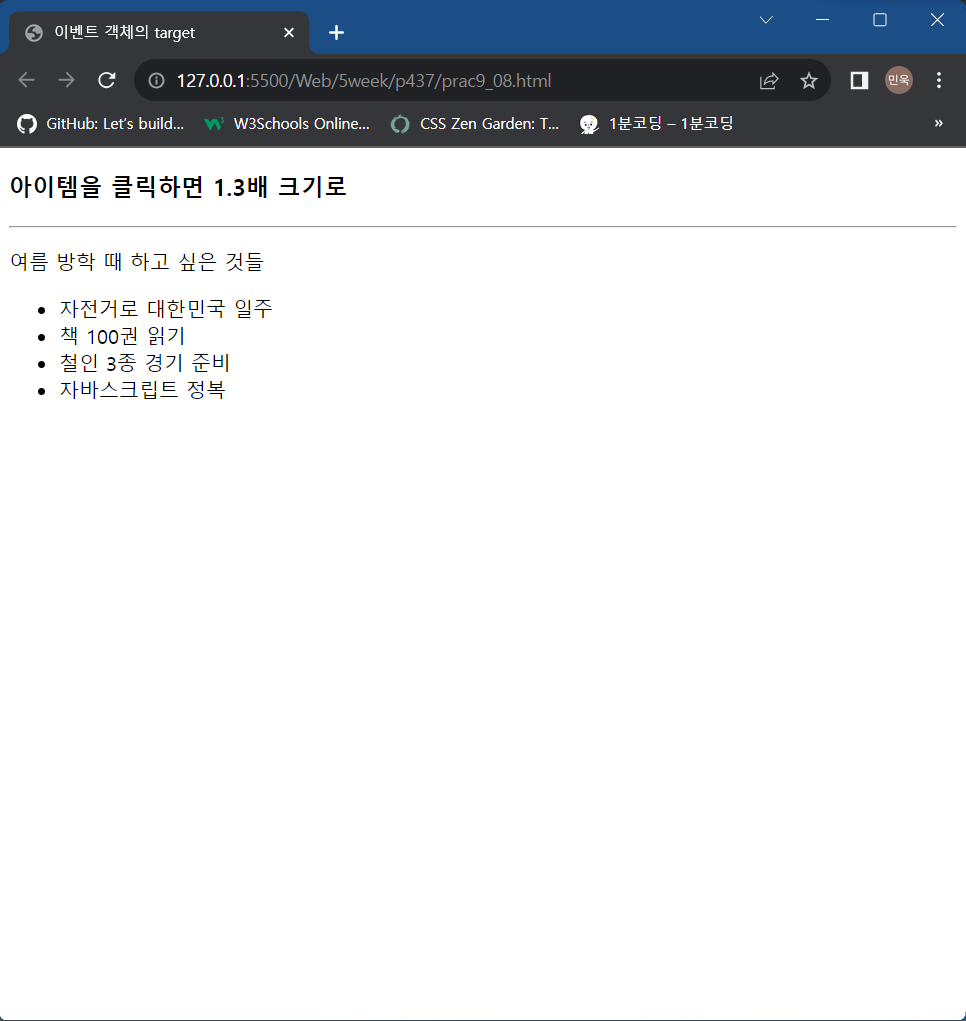 이벤트 객체의 target
127.0.0.1:5500/Web/5week/p437/prac9_08.html
민욱
GitHub: Let's build...
W3Schools Online...
CSS Zen Garden: T...
1분코딩 – 1분코딩
»
아이템을 클릭하면 1.3배 크기로
여름 방학 때 하고 싶은 것들
• 자전거로 대한민국 일주
• 책 100권 읽기
• 철인 3종 경기 준비
• 자바스크립트 정복